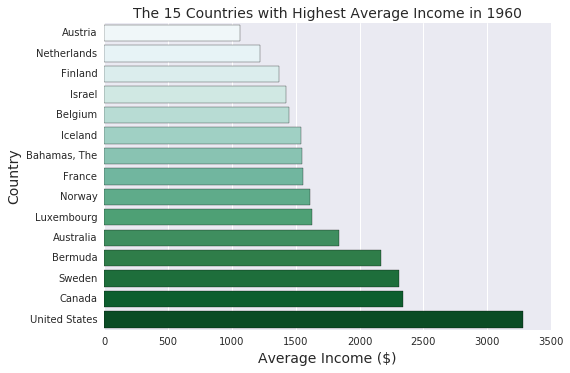 The 15 Countries with Highest Average Income in 1960
Austria
Netherlands
Finland
Israel
Belgium
Iceland
Bahamas, The
France
Norway
Luxembourg
Australia
Bermuda
Sweden
Canada
United States
Country
0 500 1000 1500 2000 2500 3000 3500
Average Income ($)